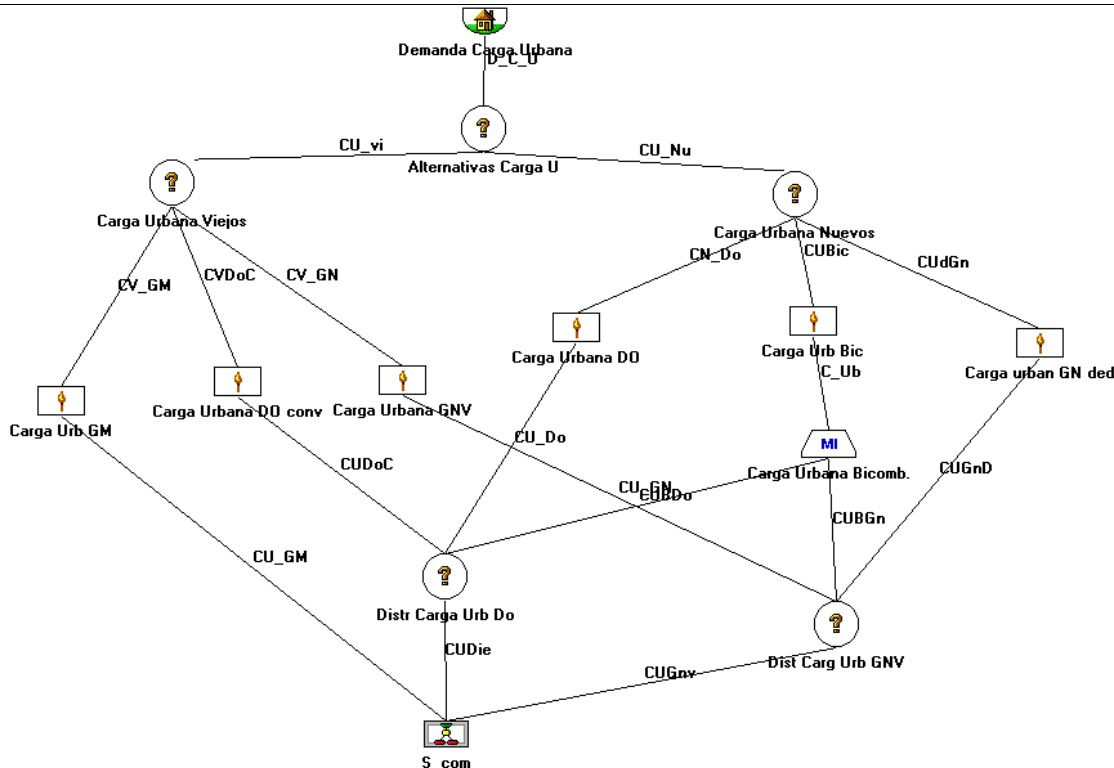 Demanda Carga Urbana
D_C_U
?
Alternativas Carga U
CU_vi
CU_Nu
?
Carga Urbana Viejos
?
Carga Urbana Nuevos
CV_GM
CVDoC
CV_GN
CN_Do
CUBic
CUdGn
Carga Urbana DO
Carga Urb Bic
Carga urban GN ded
C_Ub
Carga Urb GM
Carga Urbana DO conv
Carga Urbana GNV
MI
Carga Urbana Bicomb.
CU_Do
CUDoC
CU_GN
CUBDo
CUGnD
CUBGn
CU_GM
?
Distr Carga Urb Do
?
Dist Carg Urb GNV
CUDie
CUGnv
S_com